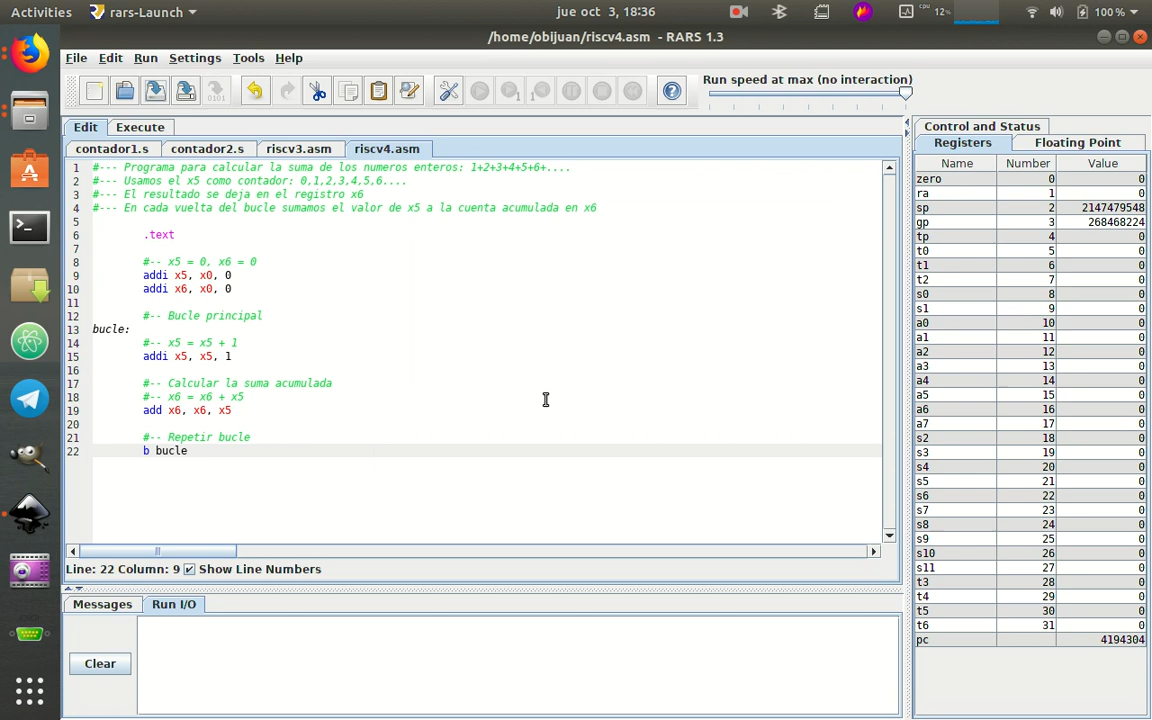 Activities rars-Launch jue oct 3, 18:36 cpu 12% 100%
/home/obijuan/riscv4.asm - RARS 1.3
File Edit Run Settings Tools Help
Run speed at max (no interaction)
Edit Execute
contador1.s contador2.s riscv3.asm riscv4.asm
1 #--- Programa para calcular la suma de los numeros enteros: 1+2+3+4+5+6+....
2 #--- Usamos el x5 como contador: 0,1,2,3,4,5,6....
3 #--- El resultado se deja en el registro x6
4 #--- En cada vuelta del bucle sumamos el valor de x5 a la cuenta acumulada en x6
5
6 .text
7
8 #-- x5 = 0, x6 = 0
9 addi x5, x0, 0
10 addi x6, x0, 0
11
12 #-- Bucle principal
13 bucle:
14 #-- x5 = x5 + 1
15 addi x5, x5, 1
16
17 #-- Calcular la suma acumulada
18 #-- x6 = x6 + x5
19 add x6, x6, x5
20
21 #-- Repetir bucle
22 b bucle
Line: 22 Column: 9 Show Line Numbers
Messages Run I/O
Clear
Control and Status
Registers Floating Point
Name Number Value
zero 0 0
ra 1 0
sp 2 2147479548
gp 3 268468224
tp 4 0
t0 5 0
t1 6 0
t2 7 0
s0 8 0
s1 9 0
a0 10 0
a1 11 0
a2 12 0
a3 13 0
a4 14 0
a5 15 0
a6 16 0
a7 17 0
s2 18 0
s3 19 0
s4 20 0
s5 21 0
s6 22 0
s7 23 0
s8 24 0
s9 25 0
s10 26 0
s11 27 0
t3 28 0
t4 29 0
t5 30 0
t6 31 0
pc 4194304